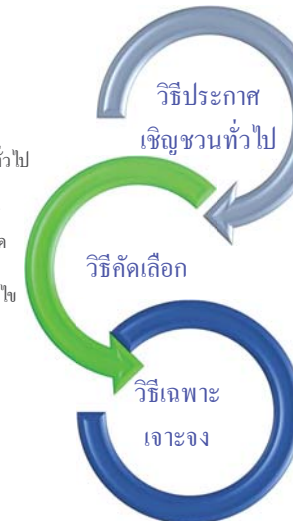 วิธีประกาศ
เชิญชวนทั่วไป
วิธีคัดเลือก
วิธีเฉพาะ
เจาะจง